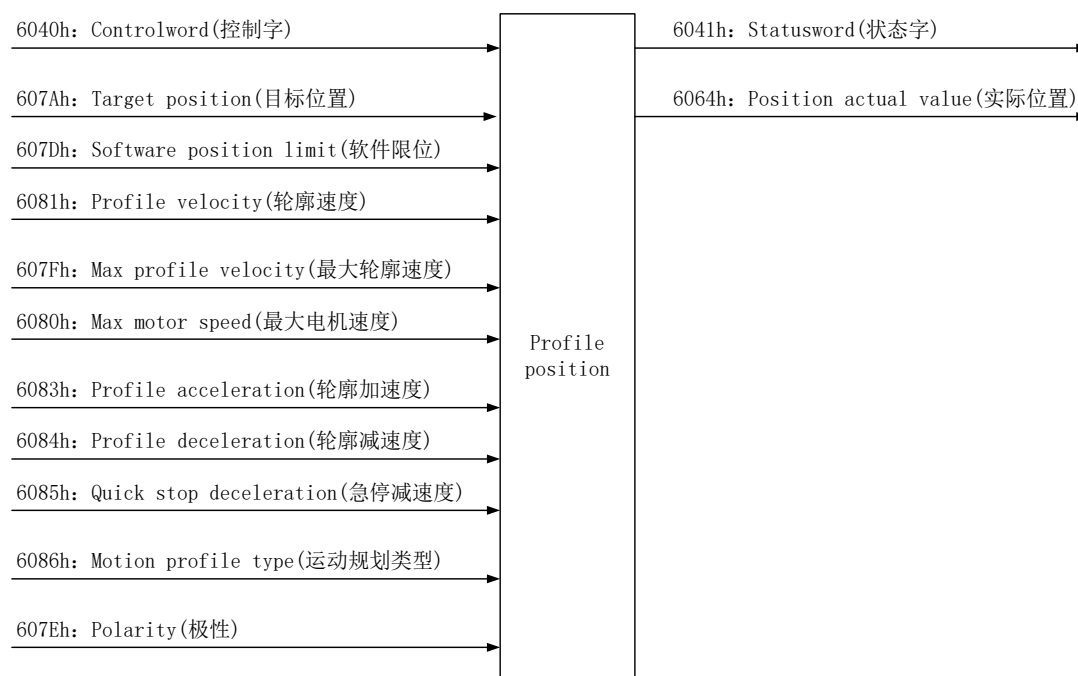 6040h：Controlword(控制字)
607Ah：Target position(目标位置)
607Dh：Software position limit(软件限位)
6081h：Profile velocity(轮廓速度)
607Fh：Max profile velocity(最大轮廓速度)
6080h：Max motor speed(最大电机速度)
6083h：Profile acceleration(轮廓加速度)
6084h：Profile deceleration(轮廓减速度)
6085h：Quick stop deceleration(急停减速度)
6086h：Motion profile type(运动规划类型)
607Eh：Polarity(极性)
Profile
position
6041h：Statusword(状态字)
6064h：Position actual value(实际位置)